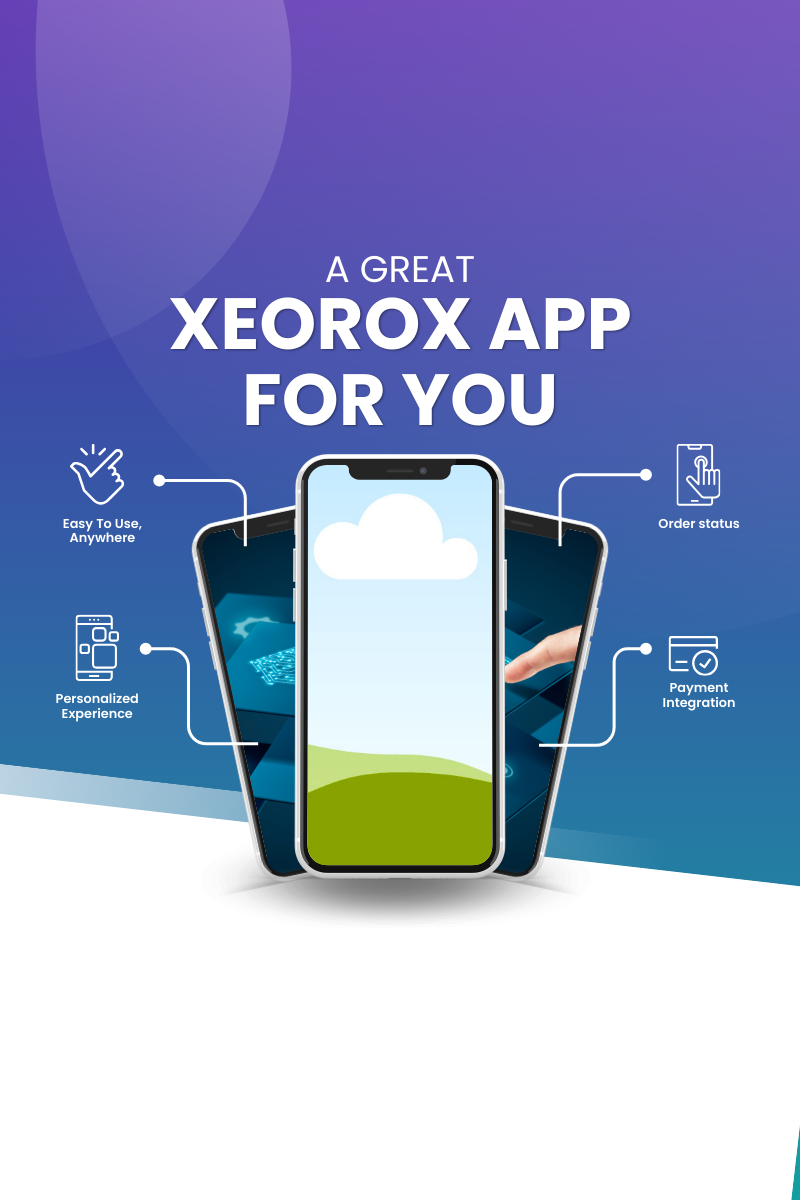 A GREAT
XEOROX APP
FOR YOU
Easy To Use,
Anywhere
Order status
Personalized
Experience
Payment
Integration